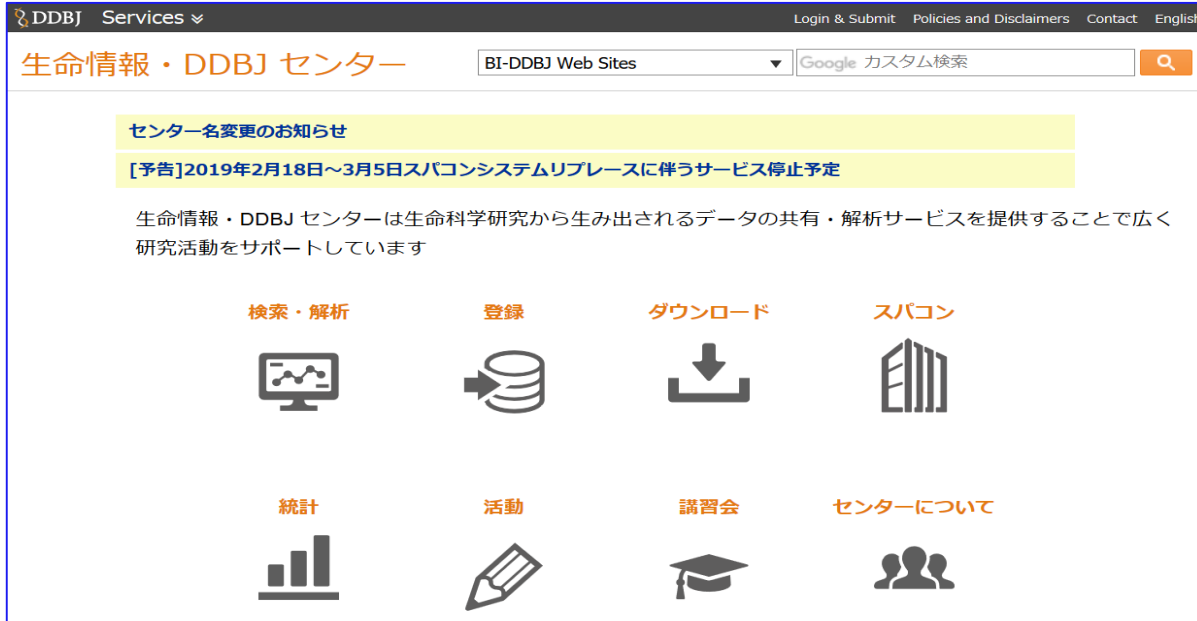 DDBJ Services Login & Submit Policies and Disclaimers Contact English
生命情報・DDBJ センター BI-DDBJ Web Sites Google カスタム検索
センター名変更のお知らせ
[予告]2019年2月18日～3月5日スパコンシステムリプレースに伴うサービス停止予定
生命情報・DDBJ センターは生命科学研究から生み出されるデータの共有・解析サービスを提供することで広く
研究活動をサポートしています
検索・解析 登録 ダウンロード スパコン
統計 活動 講習会 センターについて